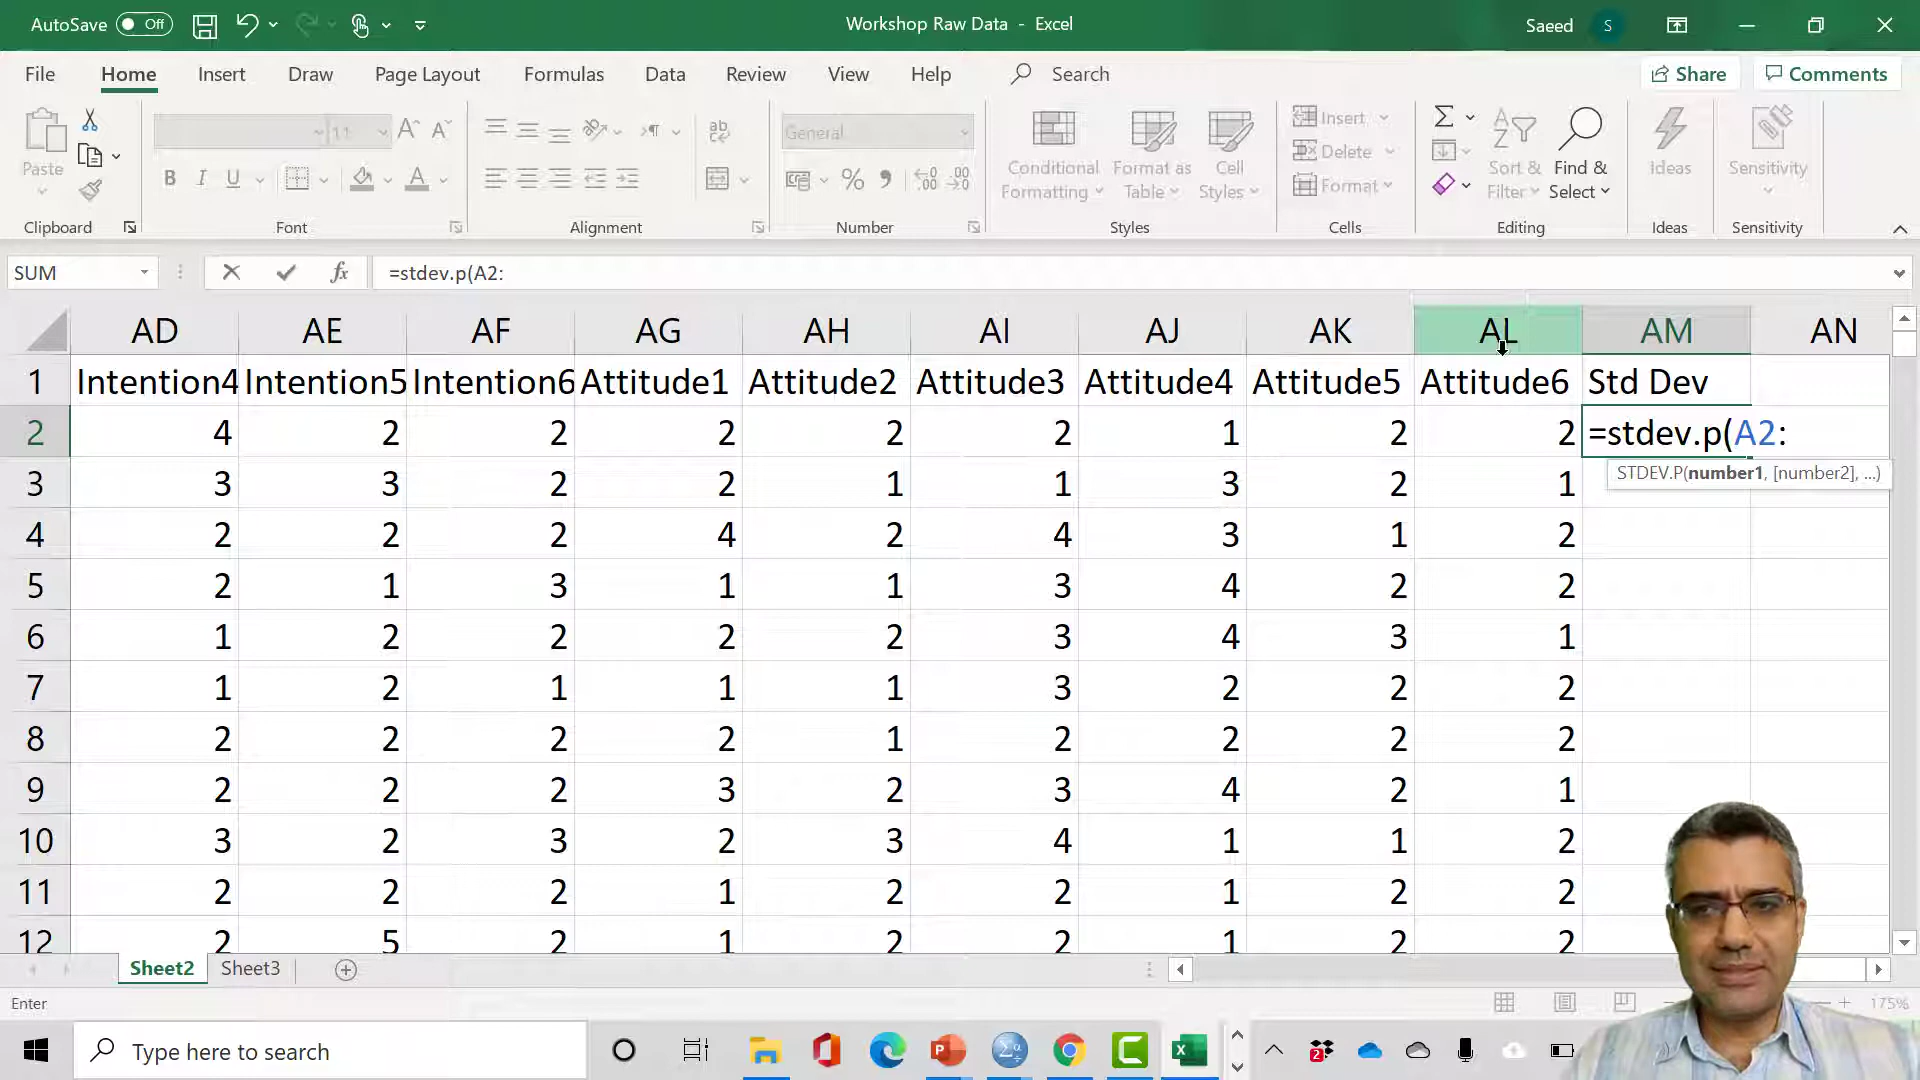 AutoSave Off Workshop Raw Data - Excel Saeed S
File Home Insert Draw Page Layout Formulas Data Review View Help Search Share Comments
Paste 11 A A ab General Conditional Formatting Format as Table Cell Styles Insert Delete Format Sort & Filter Find & Select Ideas Sensitivity
B I U A
Clipboard Font Alignment Number Styles Cells Editing Ideas Sensitivity
SUM fx =stdev.p(A2:
AD AE AF AG AH AI AJ AK AL AM AN
1 Intention4 Intention5 Intention6 Attitude1 Attitude2 Attitude3 Attitude4 Attitude5 Attitude6 Std Dev
2 4 2 2 2 2 2 1 2 2 =stdev.p(A2:
STDEV.P(number1, [number2], ...)
3 3 3 2 2 1 1 3 2 1
4 2 2 2 4 2 4 3 1 2
5 2 1 3 1 1 3 4 2 2
6 1 2 2 2 2 3 4 3 1
7 1 2 1 1 1 3 2 2 2
8 2 2 2 2 1 2 2 2 2
9 2 2 2 3 2 3 4 2 1
10 3 2 3 2 3 4 1 1 2
11 2 2 2 1 2 2 1 2 2
12 2 5 2 1 2 2 1 2 2
Sheet2 Sheet3
Enter 175%
Type here to search